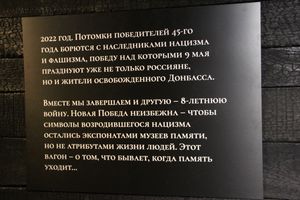 2022 год. Потомки победителей 45-го
года борются с наследниками нацизма
и фашизма, победу над которыми 9 мая
празднуют уже не только россияне,
но и жители освобожденного Донбасса.
Вместе мы завершаем и другую – 8-летнюю
войну. Новая Победа неизбежна – чтобы
символы возродившегося нацизма
остались экспонатами музеев памяти,
но не атрибутами жизни людей. Этот
вагон – о том, что бывает, когда память
уходит...